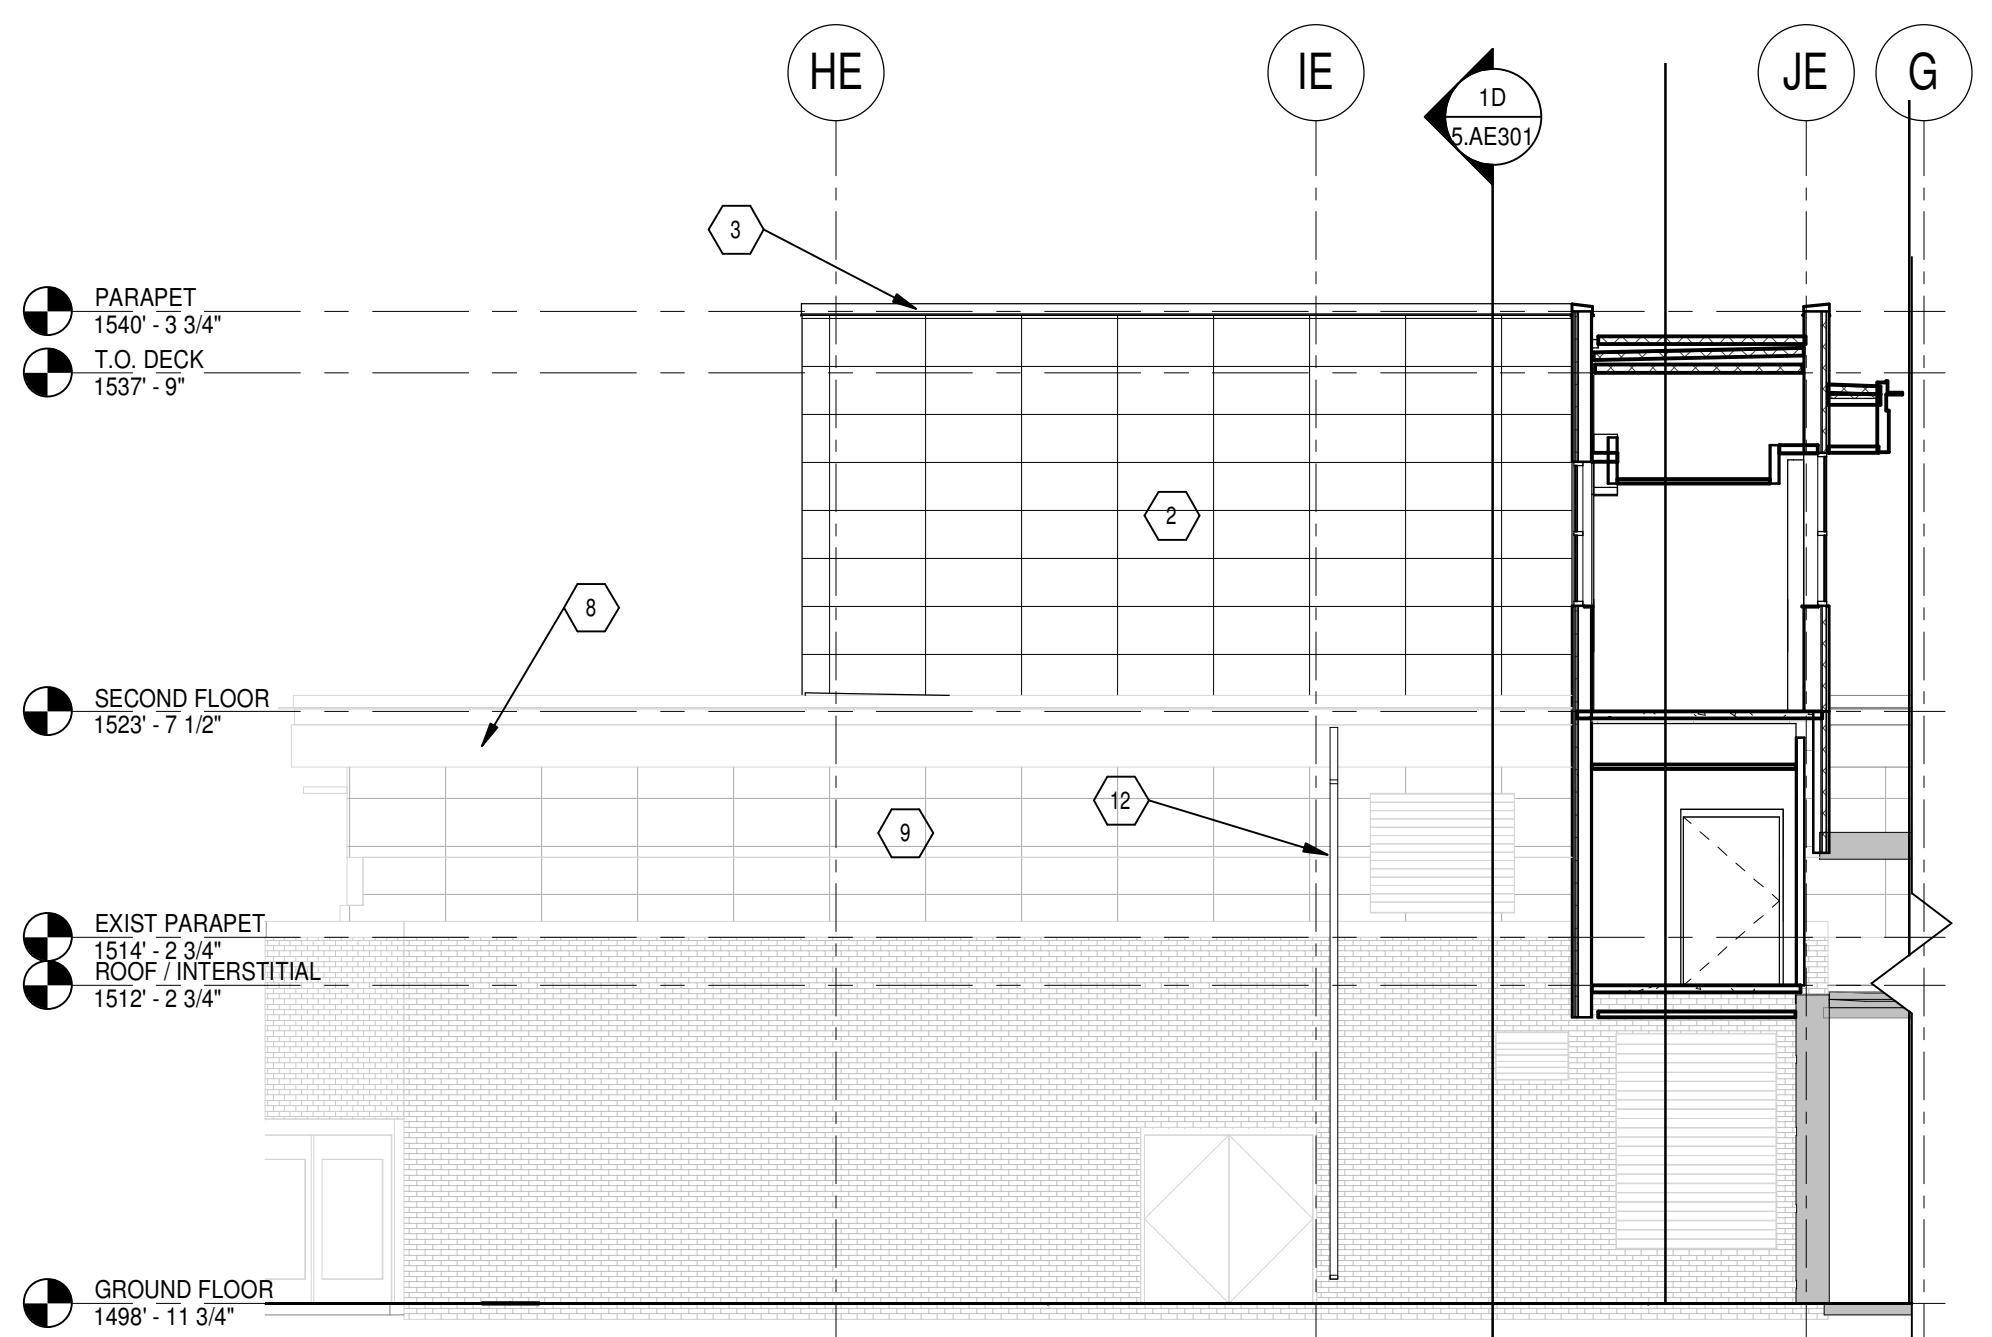 HE
IE
JE
G
1D
5.AE301
3
PARAPET
1540' - 3 3/4"
T.O. DECK
1537' - 9"
2
8
SECOND FLOOR
1523' - 7 1/2"
12
9
EXIST PARAPET
1514' - 2 3/4"
ROOF / INTERSTITIAL
1512' - 2 3/4"
GROUND FLOOR
1498' - 11 3/4"